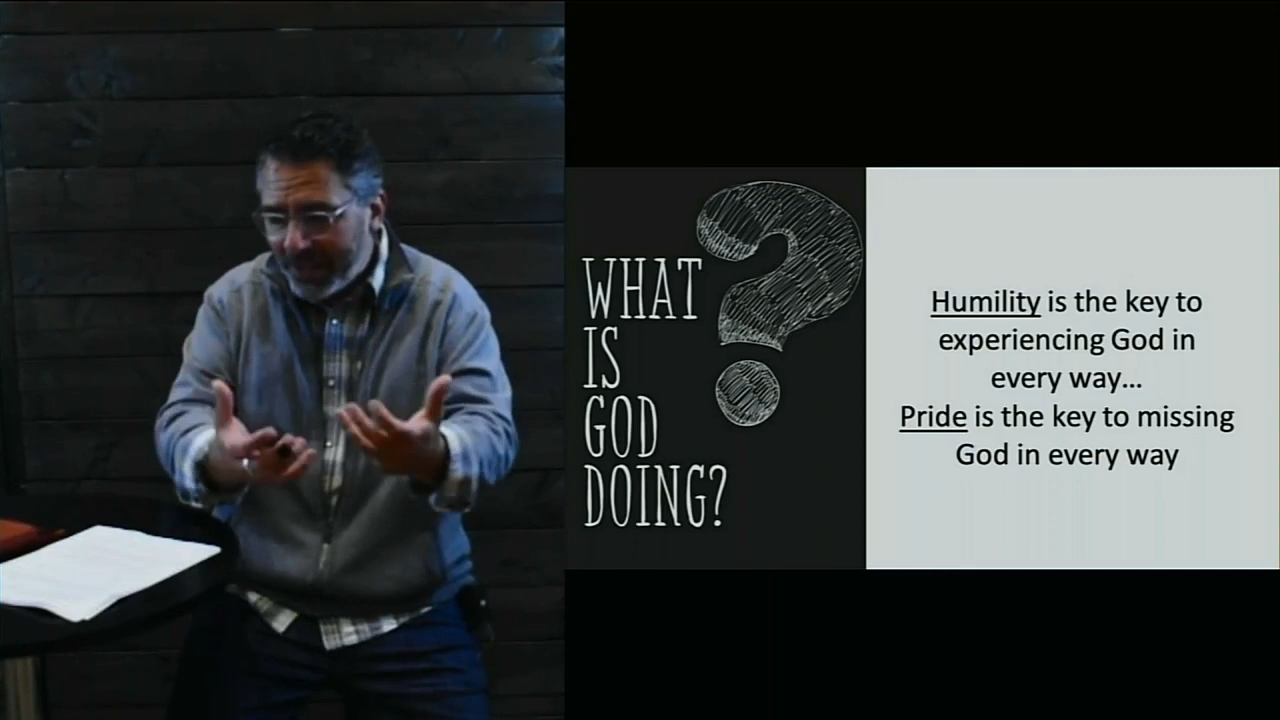 WHAT
IS
GOD
DOING?
Humility is the key to
experiencing God in
every way...
Pride is the key to missing
God in every way